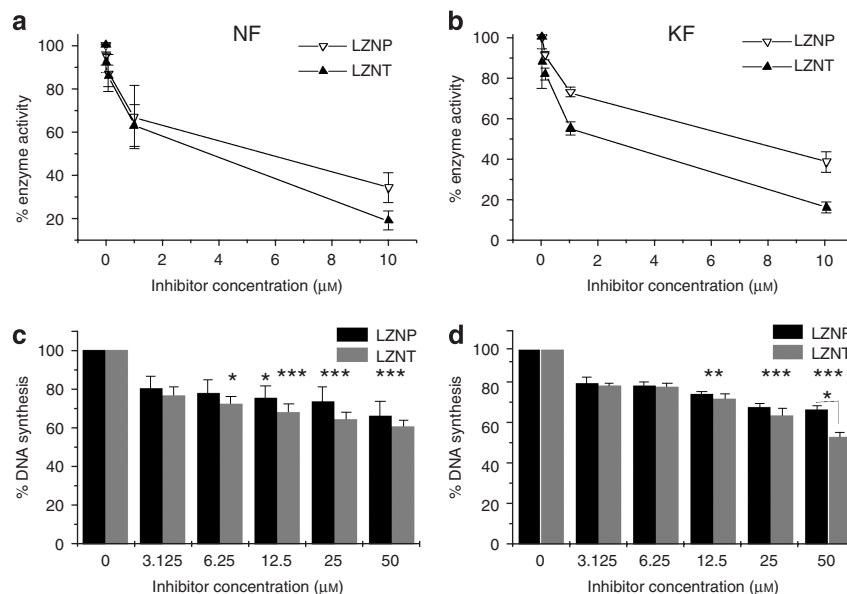 a
NF
LZNP
LZNT
100
80
60
40
20
% enzyme activity
0 2 4 6 8 10
Inhibitor concentration (μM)
b
KF
LZNP
LZNT
100
80
60
40
20
0
% enzyme activity
0 2 4 6 8 10
Inhibitor concentration (μM)
c
LZNP
LZNT
100
80
60
40
20
0
% DNA synthesis
* * *** *** ***
0 3.125 6.25 12.5 25 50
Inhibitor concentration (μM)
d
LZNP
LZNT
100
80
60
40
20
0
% DNA synthesis
** *** ***
*
0 3.125 6.25 12.5 25 50
Inhibitor concentration (μM)